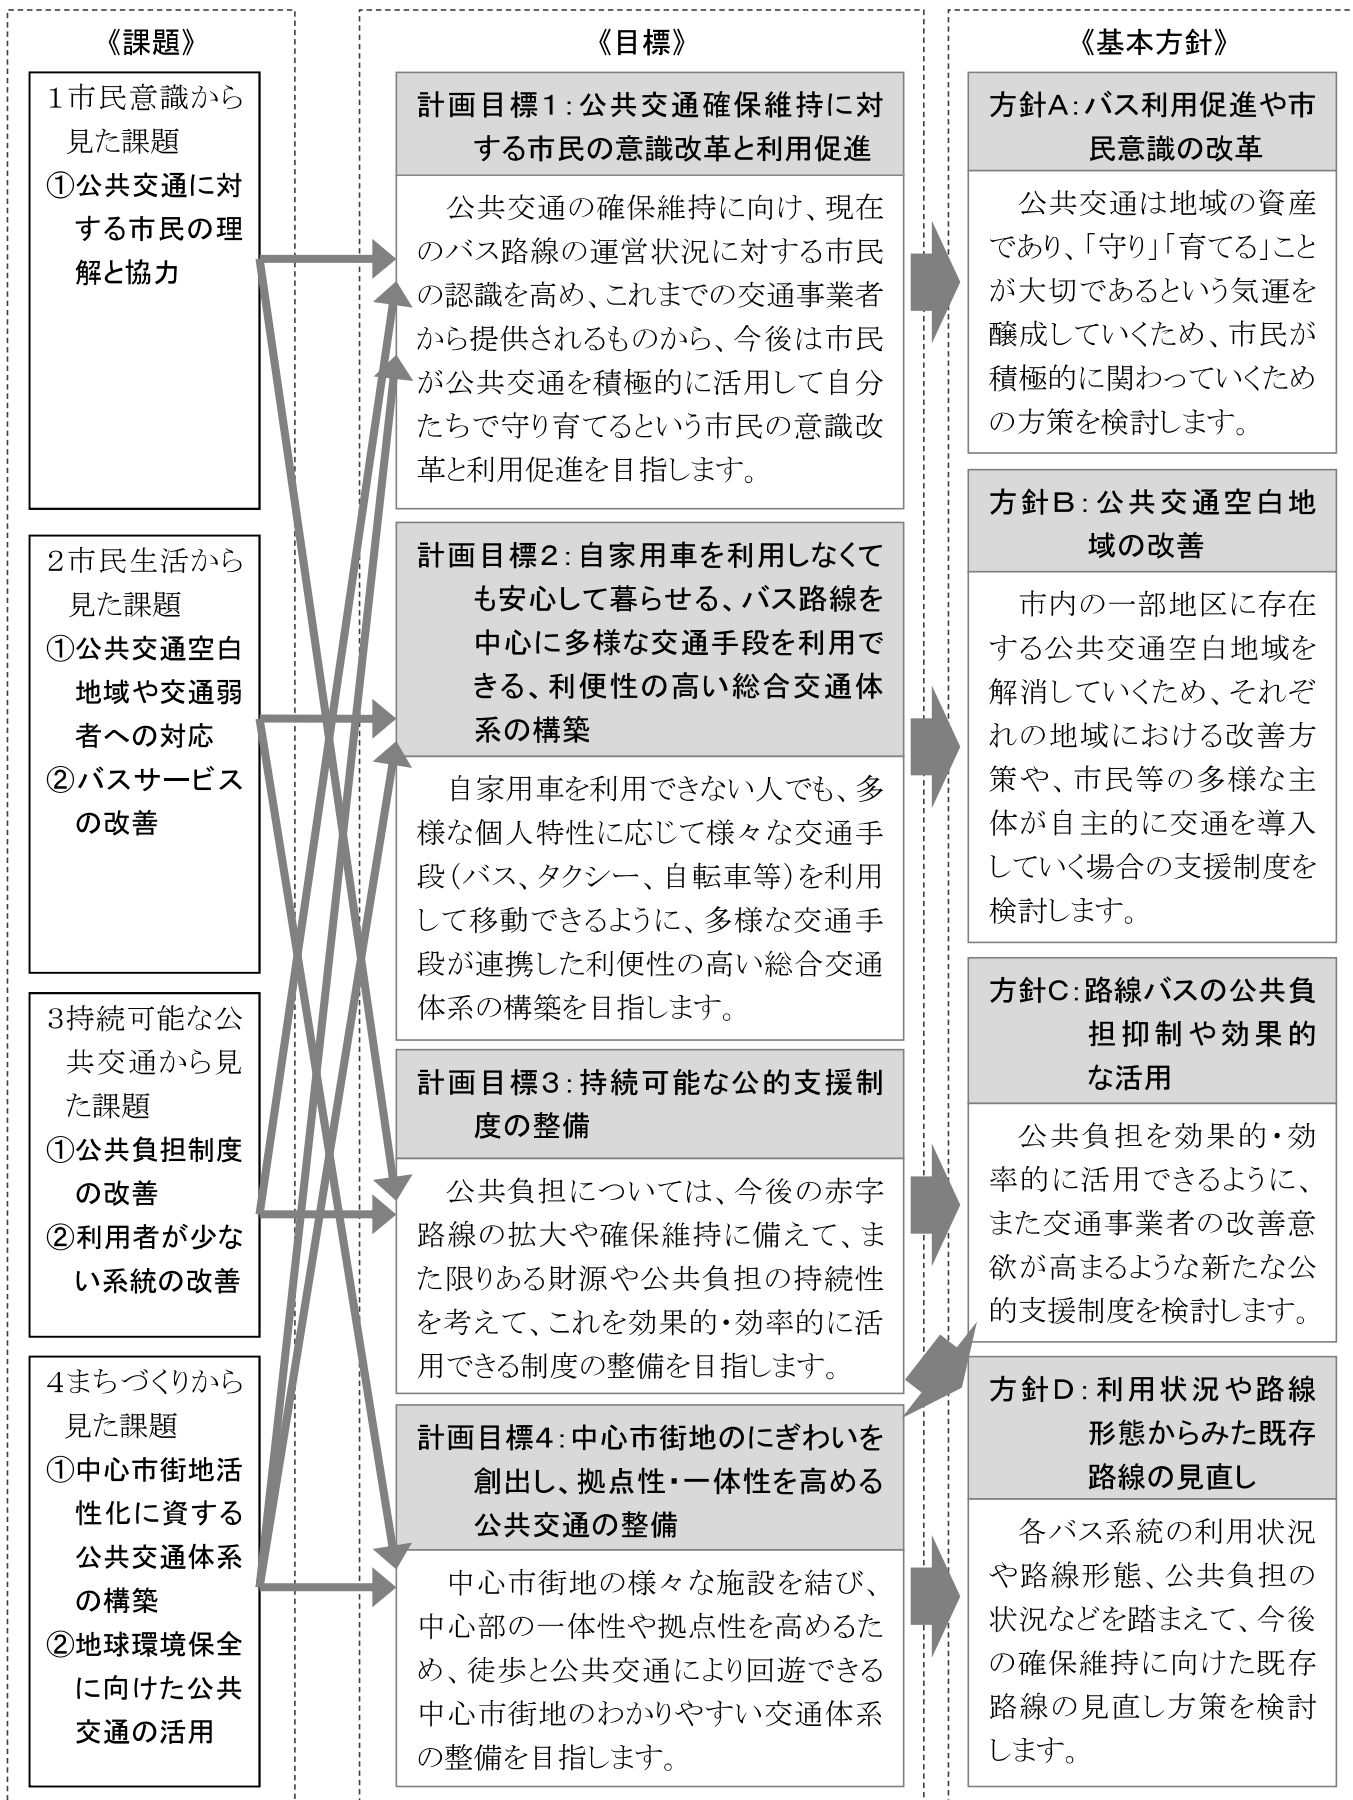 《課題》
1市民意識から
見た課題
①公共交通に対
する市民の理
解と協力
2市民生活から
見た課題
①公共交通空白
地域や交通弱
者への対応
②バスサービス
の改善
3持続可能な公
共交通から見
た課題
①公共負担制度
の改善
②利用者が少な
い系統の改善
4まちづくりから
見た課題
①中心市街地活
性化に資する
公共交通体系
の構築
②地球環境保全
に向けた公共
交通の活用
《目標》
計画目標1:公共交通確保維持に対
する市民の意識改革と利用促進
公共交通の確保維持に向け、現在
のバス路線の運営状況に対する市民
の認識を高め、これまでの交通事業者
から提供されるものから、今後は市民
が公共交通を積極的に活用して自分
たちで守り育てるという市民の意識改
革と利用促進を目指します。
計画目標2:自家用車を利用しなくて
も安心して暮らせる、バス路線を
中心に多様な交通手段を利用で
きる、利便性の高い総合交通体
系の構築
自家用車を利用できない人でも、多
様な個人特性に応じて様々な交通手
段(バス、タクシー、自転車等)を利用
して移動できるように、多様な交通手
段が連携した利便性の高い総合交通
体系の構築を目指します。
計画目標3:持続可能な公的支援制
度の整備
公共負担については、今後の赤字
路線の拡大や確保維持に備えて、ま
た限りある財源や公共負担の持続性
を考えて、これを効果的・効率的に活
用できる制度の整備を目指します。
計画目標4:中心市街地のにぎわいを
創出し、拠点性・一体性を高める
公共交通の整備
中心市街地の様々な施設を結び、
中心部の一体性や拠点性を高めるた
め、徒歩と公共交通により回遊できる
中心市街地のわかりやすい交通体系
の整備を目指します。
《基本方針》
方針A:バス利用促進や市
民意識の改革
公共交通は地域の資産
であり、「守り」「育てる」こと
が大切であるという気運を
醸成していくため、市民が
積極的に関わっていくため
の方策を検討します。
方針B:公共交通空白地
域の改善
市内の一部地区に存在
する公共交通空白地域を
解消していくため、それぞ
れの地域における改善方
策や、市民等の多様な主
体が自主的に交通を導入
していく場合の支援制度を
検討します。
方針C:路線バスの公共負
担抑制や効果的
な活用
公共負担を効果的・効
率的に活用できるように、
また交通事業者の改善意
欲が高まるような新たな公
的支援制度を検討します。
方針D:利用状況や路線
形態からみた既存
路線の見直し
各バス系統の利用状況
や路線形態、公共負担の
状況などを踏まえて、今後
の確保維持に向けた既存
路線の見直し方策を検討
します。